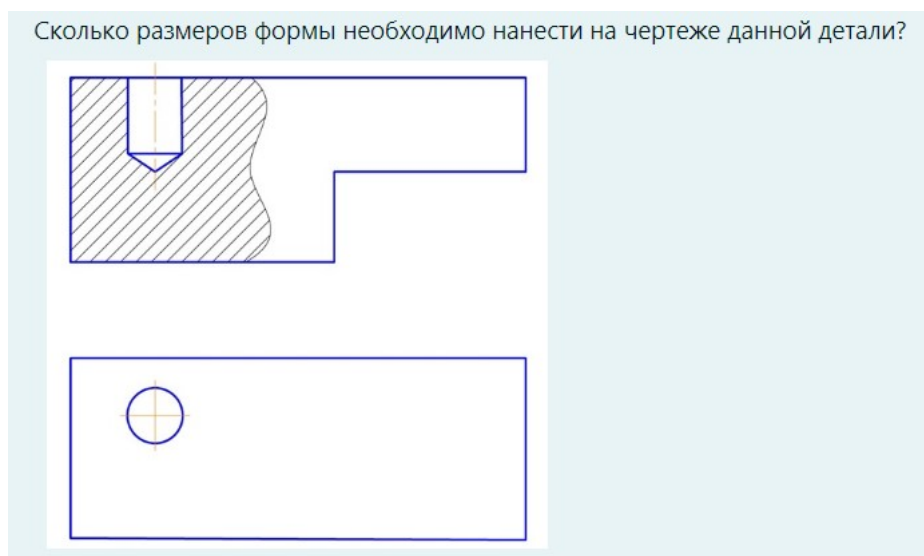 Сколько размеров формы необходимо нанести на чертеже данной детали?